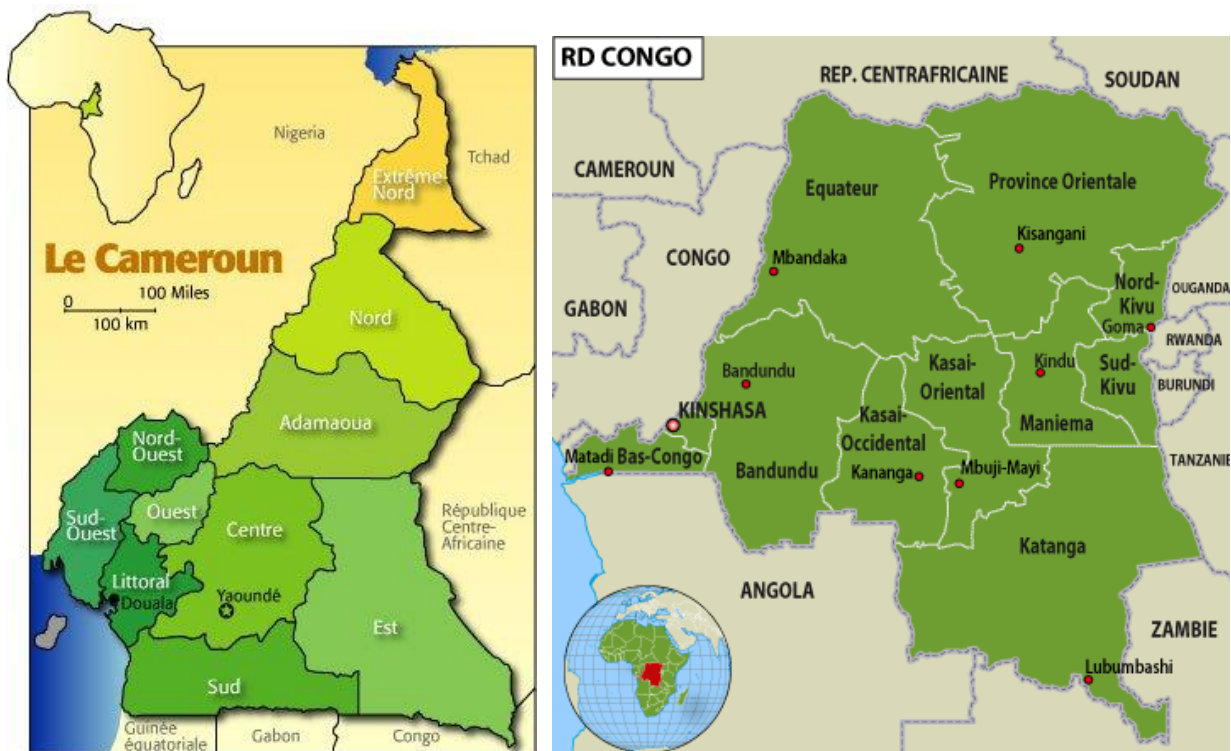 Nigeria
Tchad
Extrême-
Nord
Le Cameroun
0
100 Miles
100 km
Nord
Adamaoua
Nord-
Ouest
Ouest
Sud-
Ouest
Centre
République
Centre-
Africaine
Littoral
Douala
Yaoundé
Est
Sud
Guinée
équatoriale
Gabon
Congo
RD CONGO
REP. CENTRAFRICAINE
SOUDAN
CAMEROUN
Equateur
Province Orientale
Kisangani
CONGO
Mbandaka
Nord-
Kivu
OUGANDA
GABON
Goma
RWANDA
Bandundu
Kasai-
Oriental
Kindu
Sud-
Kivu
BURUNDI
KINSHASA
Kasai-
Occidental
Maniema
Matadi
Bas-Congo
Bandundu
Kananga
Mbuji-Mayi
TANZANIE
Katanga
ANGOLA
ZAMBIE
Lubumbashi